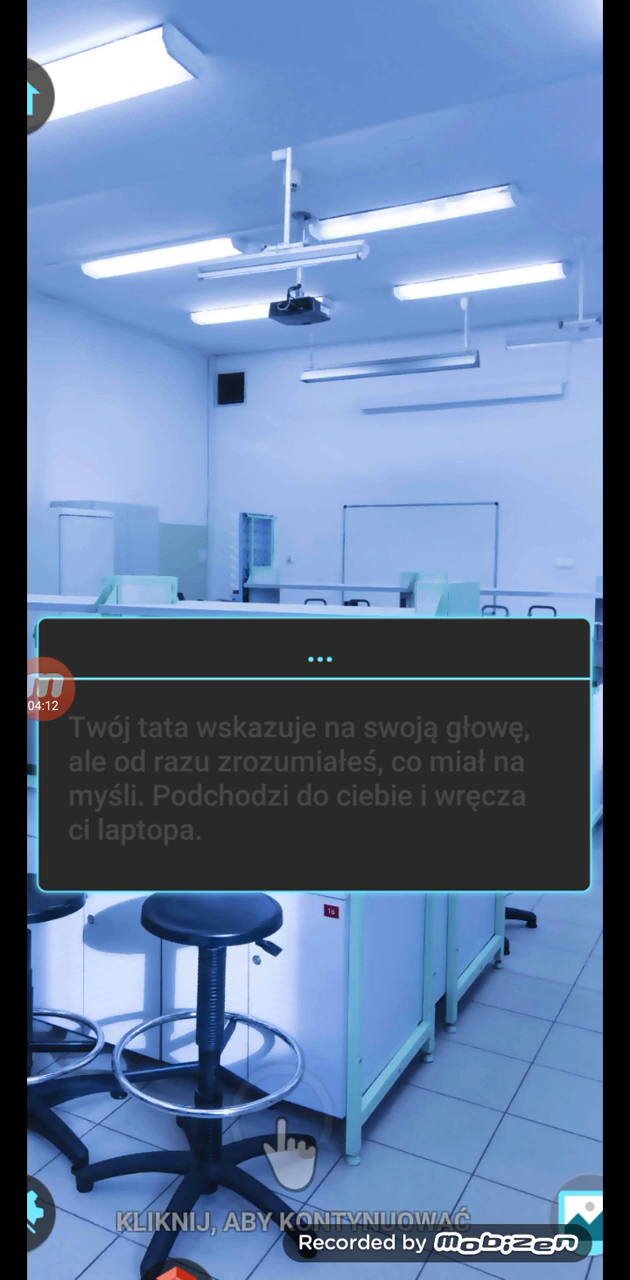 ...
04:12
Twój tata wskazuje na swoją głowę,
ale od razu zrozumiałeś, co miał na
myśli. Podchodzi do ciebie i wręcza
ci laptopa.
16
KLIKNIJ, ABY KONTYNUOWAĆ
Recorded by mobizen